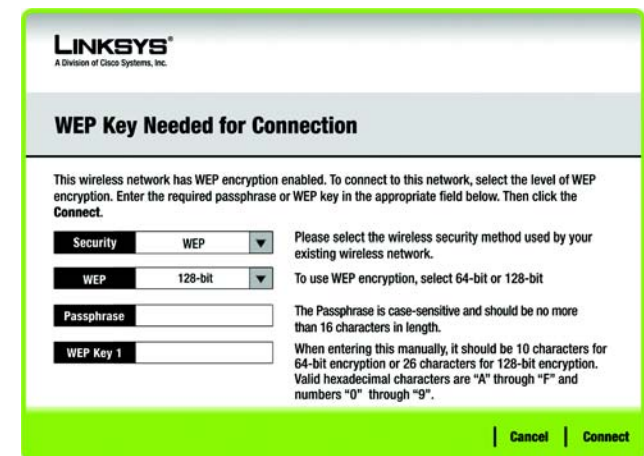 LINKSYS®
A Division of Cisco Systems, Inc.
WEP Key Needed for Connection
This wireless network has WEP encryption enabled. To connect to this network, select the level of WEP
encryption. Enter the required passphrase or WEP key in the appropriate field below. Then click the
Connect.
Security WEP
Please select the wireless security method used by your
existing wireless network.
WEP 128-bit
To use WEP encryption, select 64-bit or 128-bit
Passphrase
The Passphrase is case-sensitive and should be no more
than 16 characters in length.
WEP Key 1
When entering this manually, it should be 10 characters for
64-bit encryption or 26 characters for 128-bit encryption.
Valid hexadecimal characters are “A” through “F” and
numbers “0” through “9”.
Cancel Connect